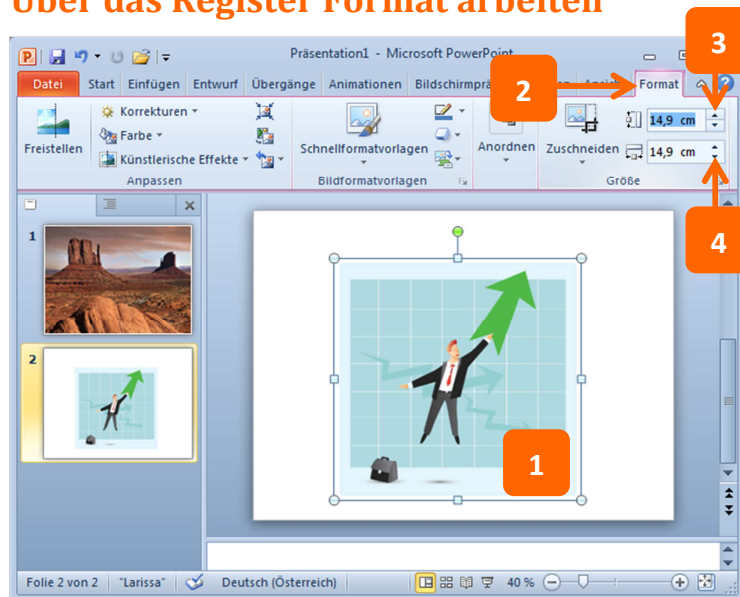 Über das Register Format arbeiten
3
Präsentation1 - Microsoft PowerPoint
2
Datei Start Einfügen Entwurf Übergänge Animationen Format
Korrekturen
Farbe
Künstlerische Effekte
Freistellen
Anpassen
Schnellformatvorlagen
Bildformatvorlagen
Anordnen
Zuschneiden
14,9 cm
14,9 cm
Größe
4
1
2
1
Folie 2 von 2 "Larissa" Deutsch (Österreich) 40 %